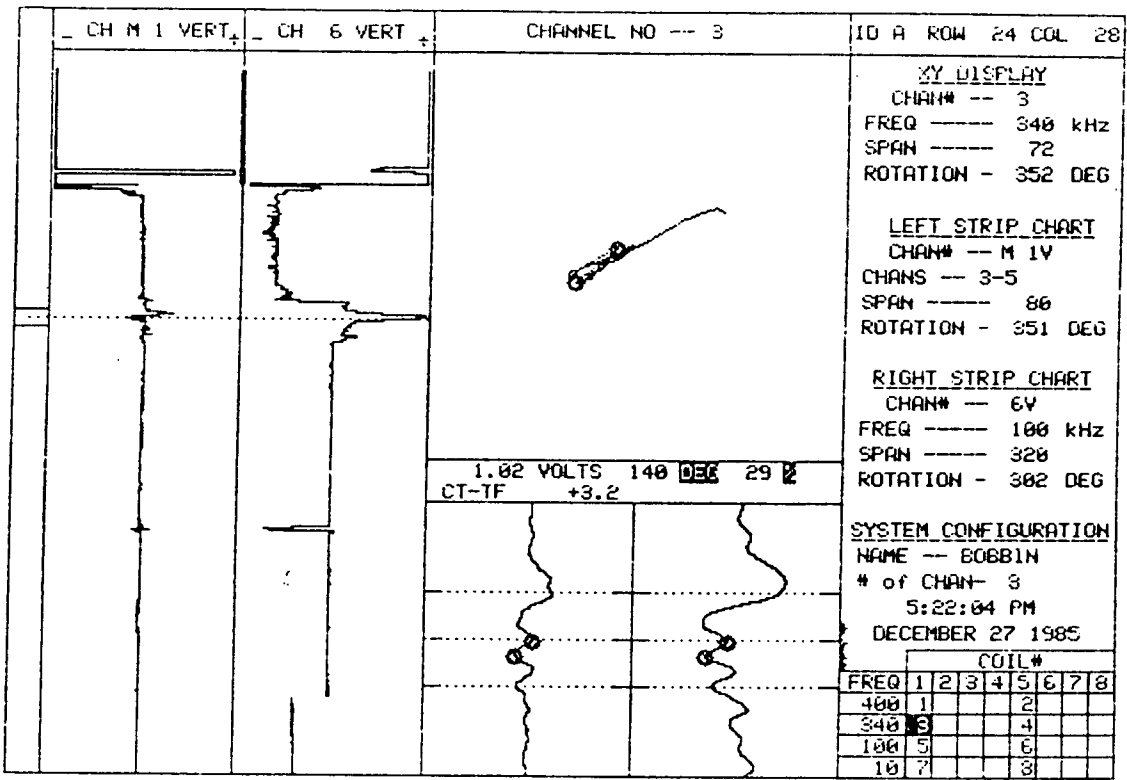 _ CH M 1 VERT +
_ CH 6 VERT +
CHANNEL NO -- 3
ID A ROW 24 COL 28
XY DISPLAY
CHAN# -- 3
FREQ ----- 340 kHz
SPAN ----- 72
ROTATION - 352 DEG
LEFT STRIP CHART
CHAN# -- M 1V
CHANS -- 3-5
SPAN ----- 80
ROTATION - 351 DEG
RIGHT STRIP CHART
CHAN# -- 6V
FREQ ----- 100 kHz
SPAN ----- 320
ROTATION - 302 DEG
1.02 VOLTS 140 DEG 29 %
CT-TF +3.2
SYSTEM CONFIGURATION
NAME -- BOBBIN
# of CHAN- 8
5:22:04 PM
DECEMBER 27 1985
COIL#
FREQ 1 2 3 4 5 6 7 8
400 1 2
340 3 4
100 5 6
10 7 8